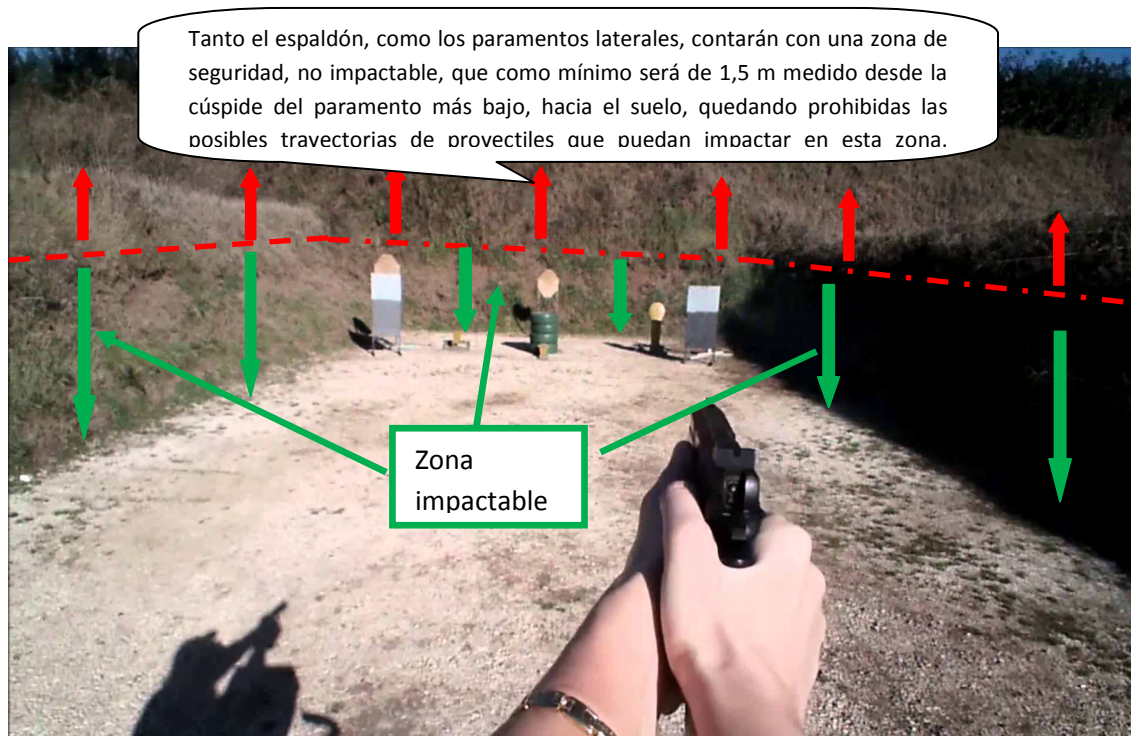 Tanto el espaldón, como los paramentos laterales, contarán con una zona de
seguridad, no impactable, que como mínimo será de 1,5 m medido desde la
cúspide del paramento más bajo, hacia el suelo, quedando prohibidas las
posibles trayectorias de proyectiles que puedan impactar en esta zona.
Zona
impactable